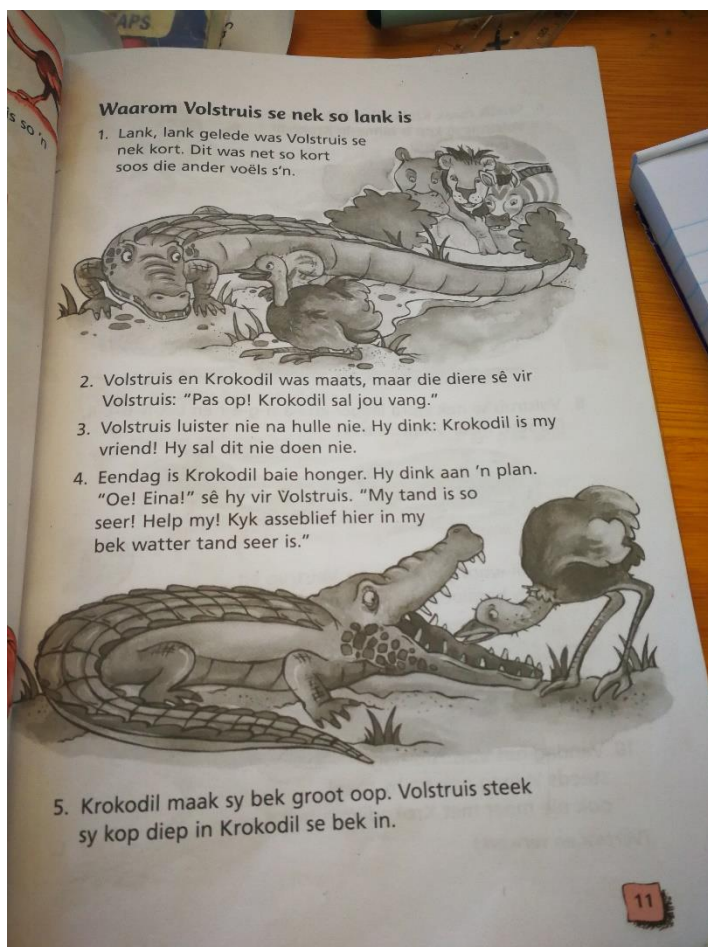 APS
is so 'n
Waarom Volstruis se nek so lank is
1. Lank, lank gelede was Volstruis se
nek kort. Dit was net so kort
soos die ander voëls s'n.
2. Volstruis en Krokodil was maats, maar die diere sê vir
Volstruis: "Pas op! Krokodil sal jou vang."
3. Volstruis luister nie na hulle nie. Hy dink: Krokodil is my
vriend! Hy sal dit nie doen nie.
4. Eendag is Krokodil baie honger. Hy dink aan 'n plan.
"Oe! Eina!" sê hy vir Volstruis. "My tand is so
seer! Help my! Kyk asseblief hier in my
bek watter tand seer is."
5. Krokodil maak sy bek groot oop. Volstruis steek
sy kop diep in Krokodil se bek in.
11